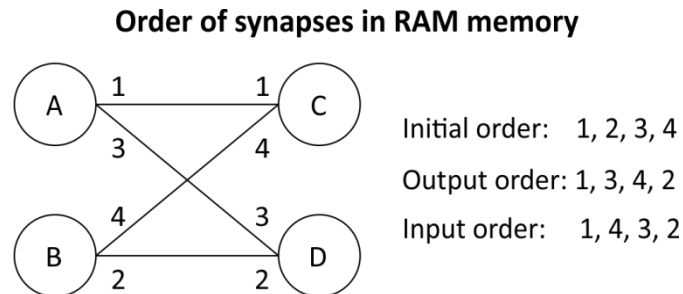 Order of synapses in RAM memory
A 1 1 C
3 4
Initial order: 1, 2, 3, 4
Output order: 1, 3, 4, 2
Input order: 1, 4, 3, 2
4 3
B 2 2 D